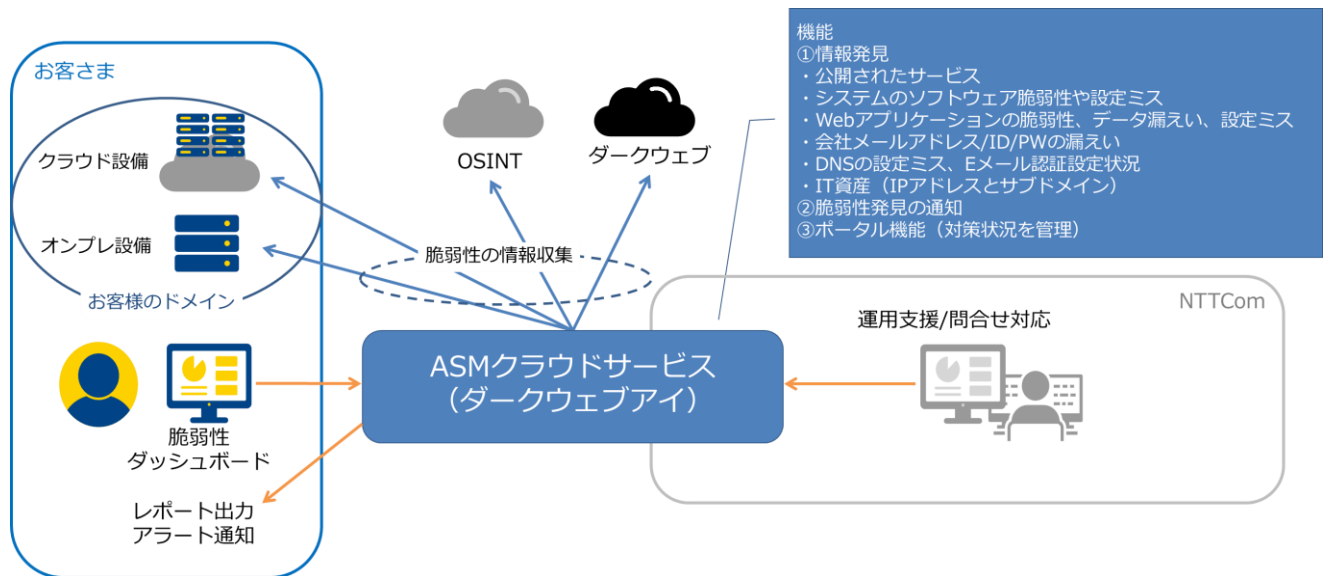 お客さま
クラウド設備
オンプレ設備
お客様のドメイン
脆弱性
ダッシュボード
レポート出力
アラート通知
OSINT
ダークウェブ
脆弱性の情報収集
ASMクラウドサービス
（ダークウェブアイ）
機能
①情報発見
・公開されたサービス
・システムのソフトウェア脆弱性や設定ミス
・Webアプリケーションの脆弱性、データ漏えい、設定ミス
・会社メールアドレス/ID/PWの漏えい
・DNSの設定ミス、Eメール認証設定状況
・IT資産（IPアドレスとサブドメイン）
②脆弱性発見の通知
③ポータル機能（対策状況を管理）
NTTCom
運用支援/問合せ対応